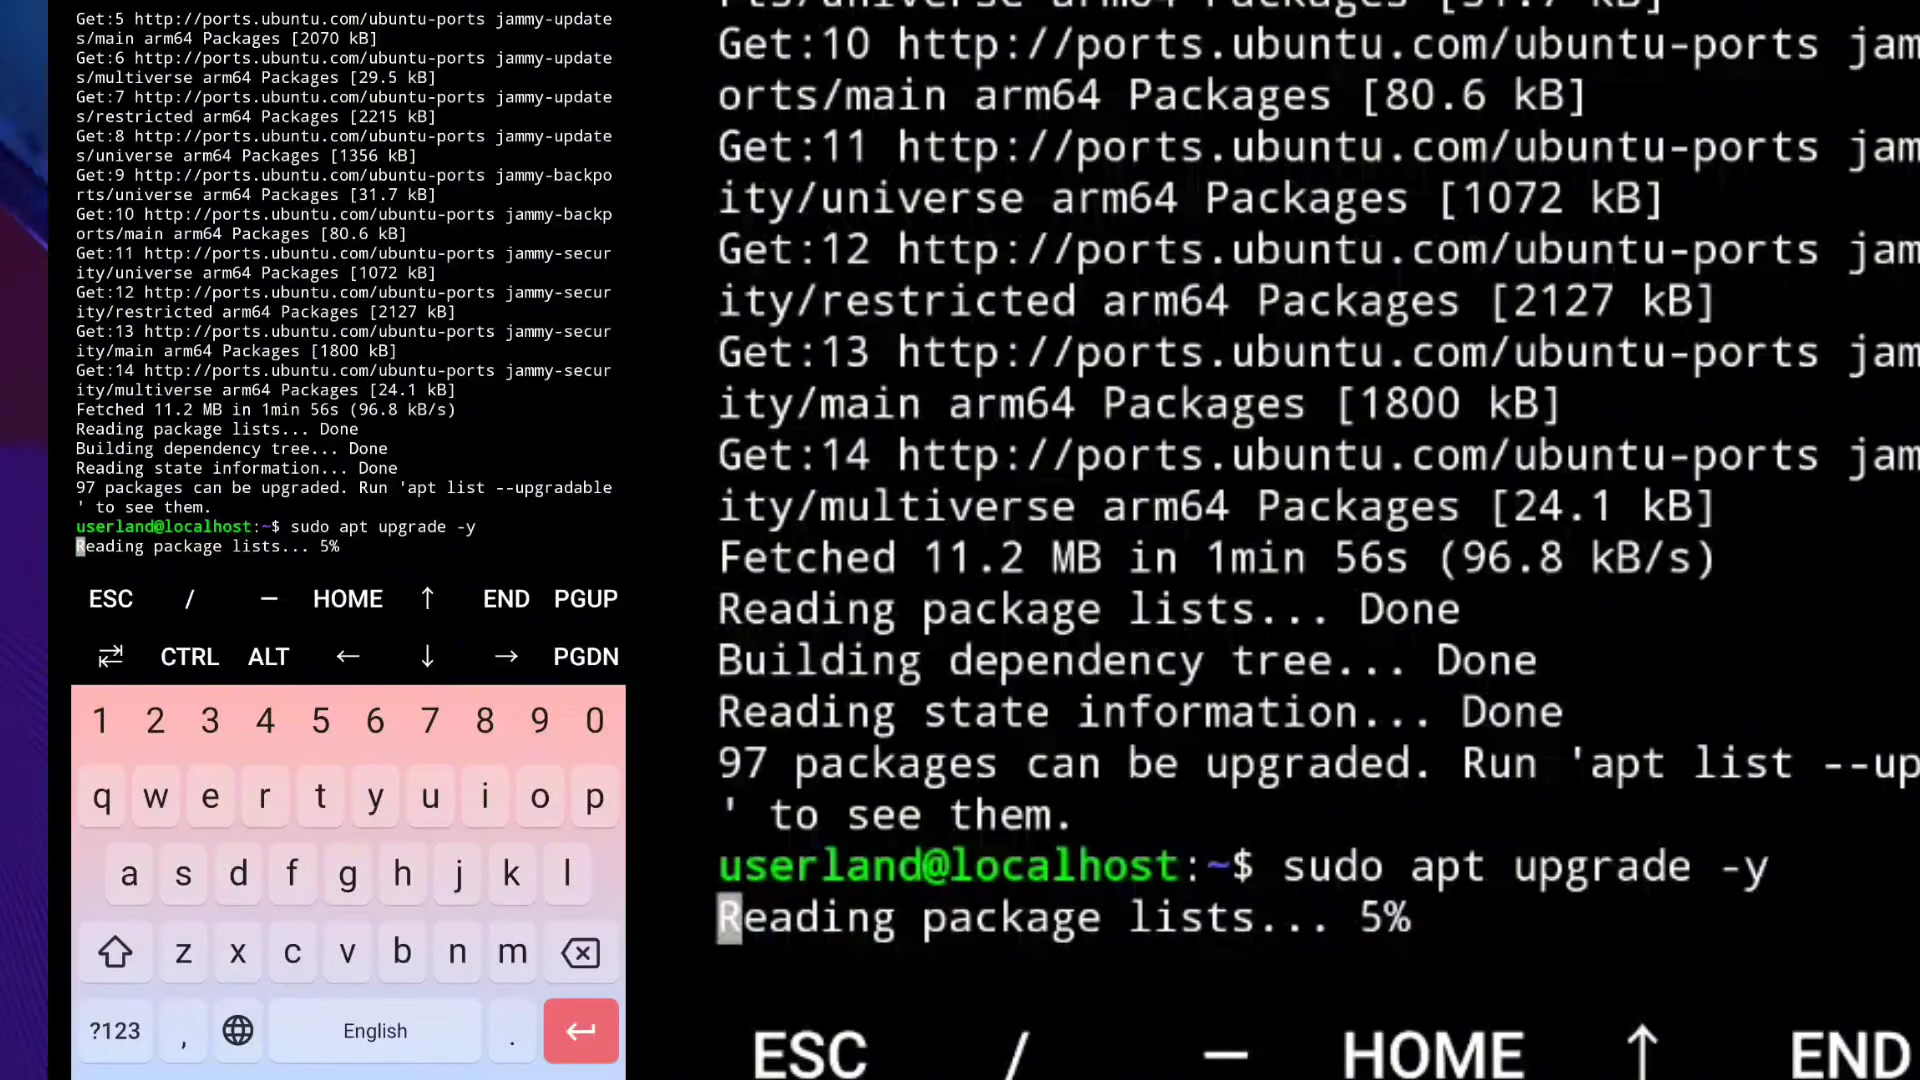 Get:5 http://ports.ubuntu.com/ubuntu-ports jammy-update
s/main arm64 Packages [2070 kB]
Get:6 http://ports.ubuntu.com/ubuntu-ports jammy-update
s/multiverse arm64 Packages [29.5 kB]
Get:7 http://ports.ubuntu.com/ubuntu-ports jammy-update
s/restricted arm64 Packages [2215 kB]
Get:8 http://ports.ubuntu.com/ubuntu-ports jammy-update
s/universe arm64 Packages [1356 kB]
Get:9 http://ports.ubuntu.com/ubuntu-ports jammy-backpo
rts/universe arm64 Packages [31.7 kB]
Get:10 http://ports.ubuntu.com/ubuntu-ports jammy-backp
orts/main arm64 Packages [80.6 kB]
Get:11 http://ports.ubuntu.com/ubuntu-ports jammy-secur
ity/universe arm64 Packages [1072 kB]
Get:12 http://ports.ubuntu.com/ubuntu-ports jammy-secur
ity/restricted arm64 Packages [2127 kB]
Get:13 http://ports.ubuntu.com/ubuntu-ports jammy-secur
ity/main arm64 Packages [1800 kB]
Get:14 http://ports.ubuntu.com/ubuntu-ports jammy-secur
ity/multiverse arm64 Packages [24.1 kB]
Fetched 11.2 MB in 1min 56s (96.8 kB/s)
Reading package lists... Done
Building dependency tree... Done
Reading state information... Done
97 packages can be upgraded. Run 'apt list --upgradable
' to see them.
userland@localhost:~$ sudo apt upgrade -y
Reading package lists... 5%
ESC / — HOME ↑ END PGUP
⇄ CTRL ALT ← ↓ → PGDN
1 2 3 4 5 6 7 8 9 0
q w e r t y u i o p
a s d f g h j k l
z x c v b n m
?123 , English .
rts/universe arm64 Packages [31.7 kB]
Get:10 http://ports.ubuntu.com/ubuntu-ports jam
orts/main arm64 Packages [80.6 kB]
Get:11 http://ports.ubuntu.com/ubuntu-ports jam
ity/universe arm64 Packages [1072 kB]
Get:12 http://ports.ubuntu.com/ubuntu-ports jam
ity/restricted arm64 Packages [2127 kB]
Get:13 http://ports.ubuntu.com/ubuntu-ports jam
ity/main arm64 Packages [1800 kB]
Get:14 http://ports.ubuntu.com/ubuntu-ports jam
ity/multiverse arm64 Packages [24.1 kB]
Fetched 11.2 MB in 1min 56s (96.8 kB/s)
Reading package lists... Done
Building dependency tree... Done
Reading state information... Done
97 packages can be upgraded. Run 'apt list --up
' to see them.
userland@localhost:~$ sudo apt upgrade -y
Reading package lists... 5%
ESC / — HOME ↑ END